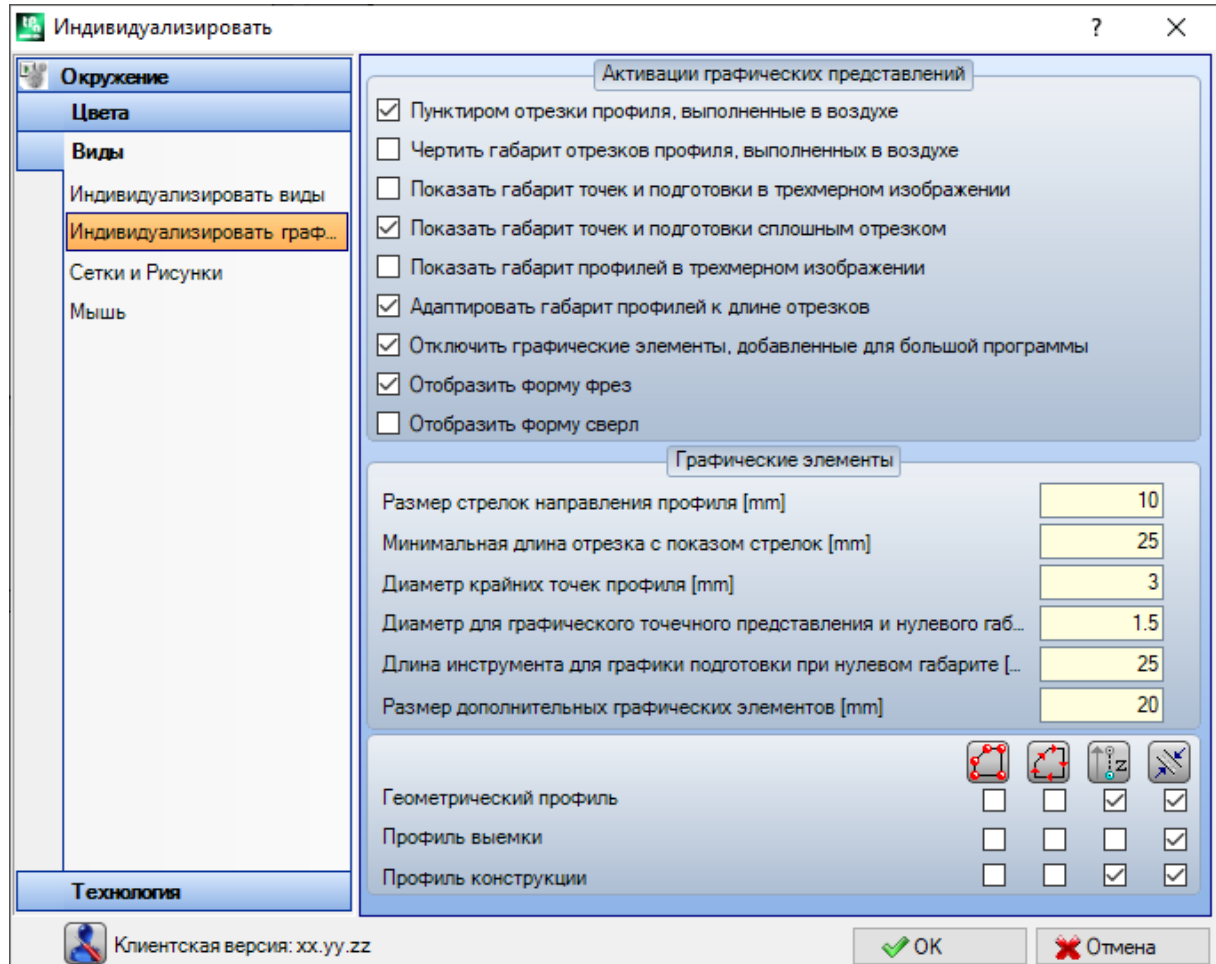 Индивидуализировать
?
Окружение
Цвета
Виды
Индивидуализировать виды
Индивидуализировать граф...
Сетки и Рисунки
Мышь
Технология
Активации графических представлений
Пунктиром отрезки профиля, выполненные в воздухе
Чертить габарит отрезков профиля, выполненных в воздухе
Показать габарит точек и подготовки в трехмерном изображении
Показать габарит точек и подготовки сплошным отрезком
Показать габарит профилей в трехмерном изображении
Адаптировать габарит профилей к длине отрезков
Отключить графические элементы, добавленные для большой программы
Отобразить форму фрез
Отобразить форму сверл
Графические элементы
Размер стрелок направления профиля [mm] 10
Минимальная длина отрезка с показом стрелок [mm] 25
Диаметр крайних точек профиля [mm] 3
Диаметр для графического точечного представления и нулевого габ... 1.5
Длина инструмента для графики подготовки при нулевом габарите [... 25
Размер дополнительных графических элементов [mm] 20
z
Геометрический профиль
Профиль выемки
Профиль конструкции
Клиентская версия: xx.yy.zz
OK
Отмена